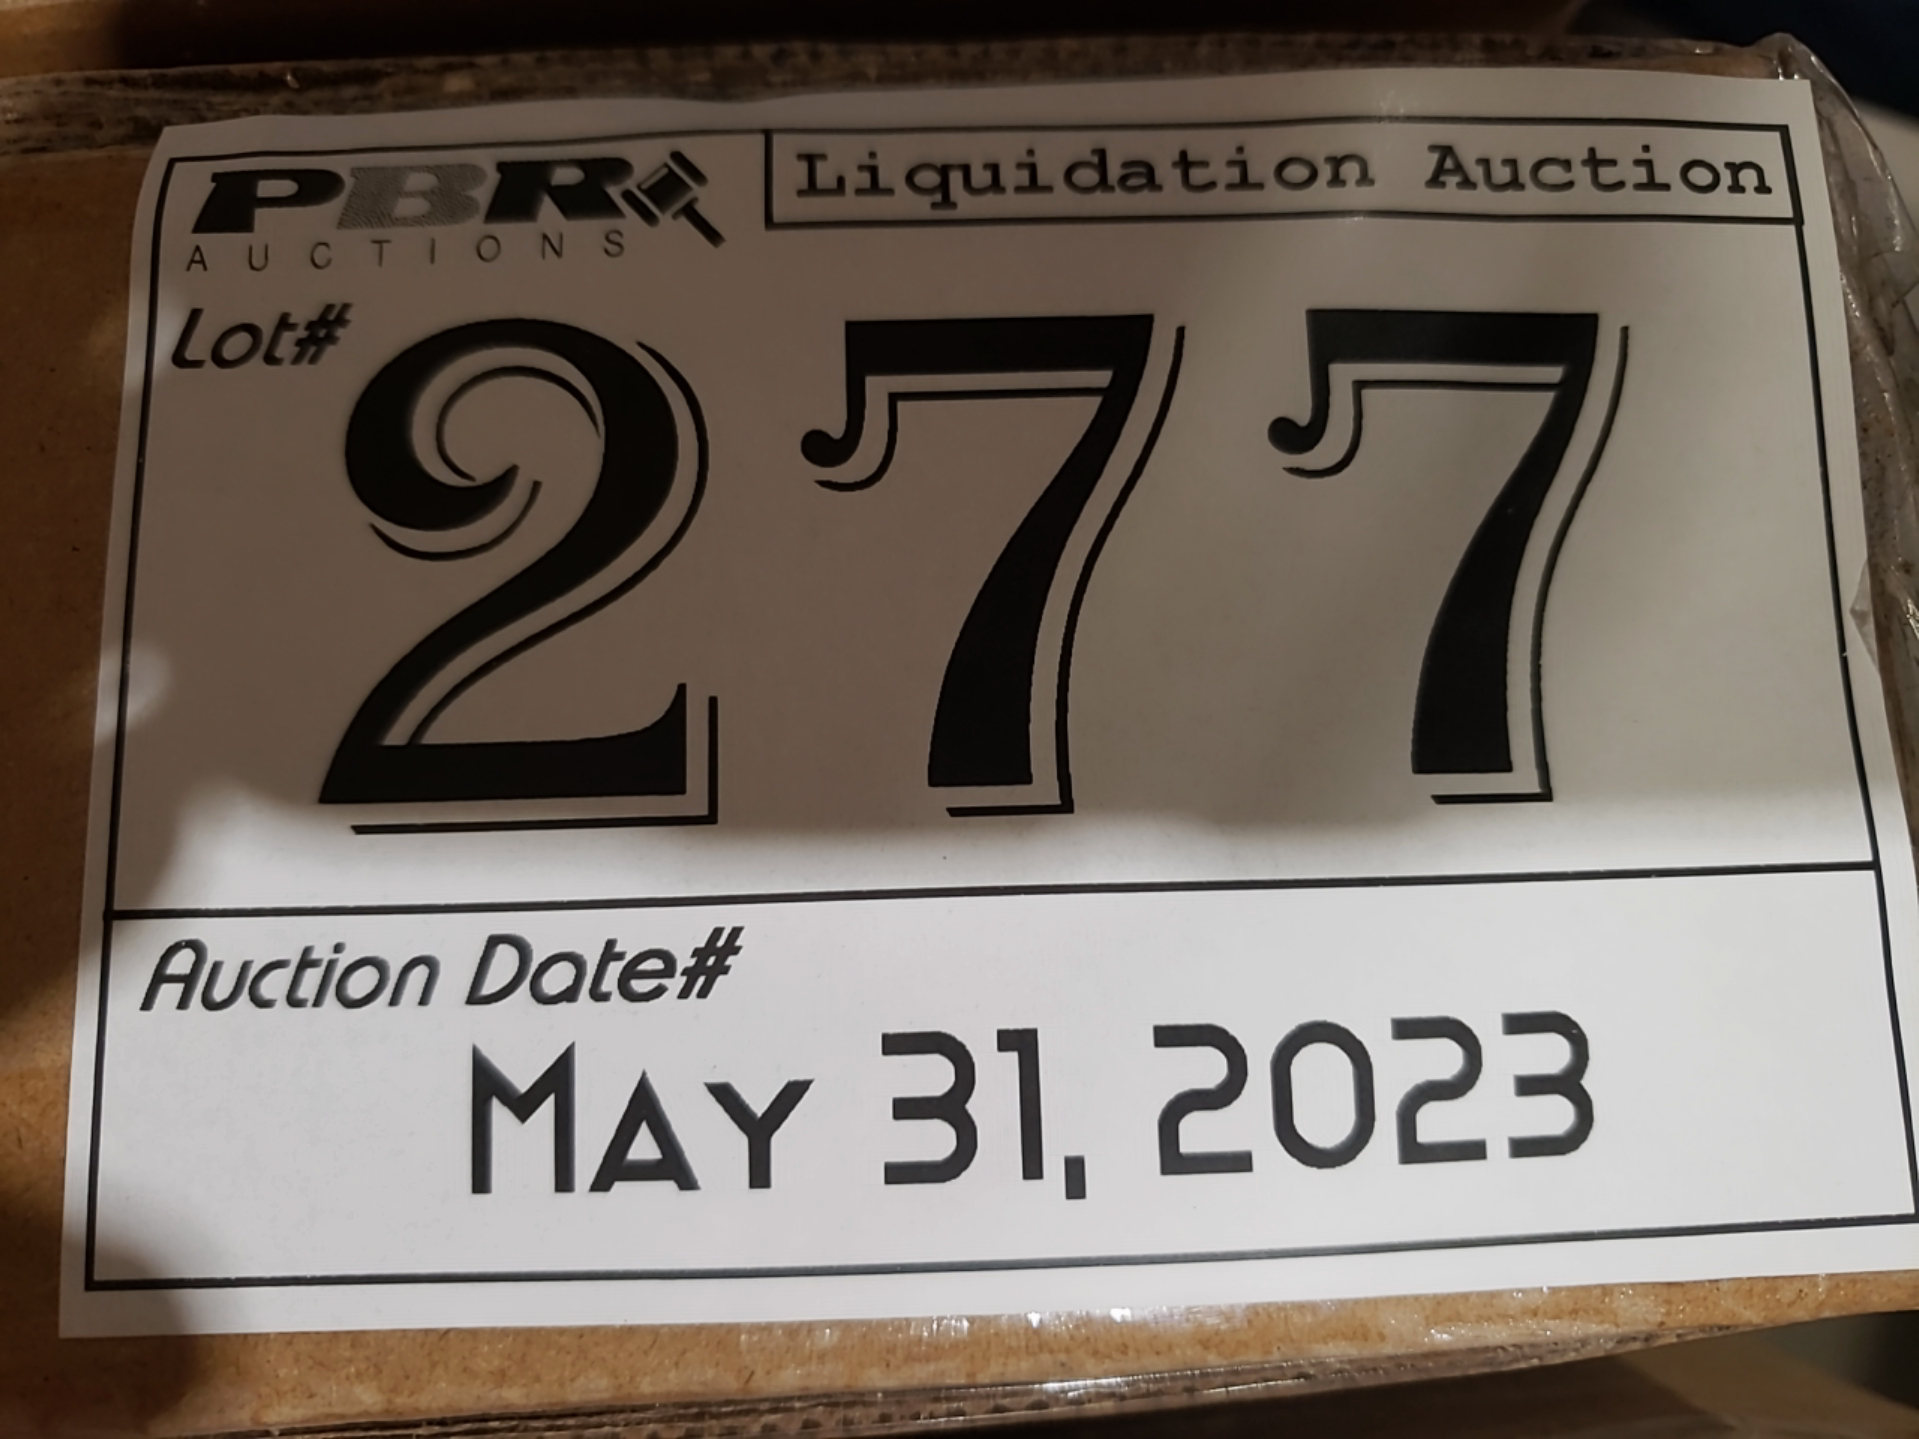 PBR
AUCTIONS
Liquidation Auction
Lot#
277
Auction Date#
MAY 31, 2023